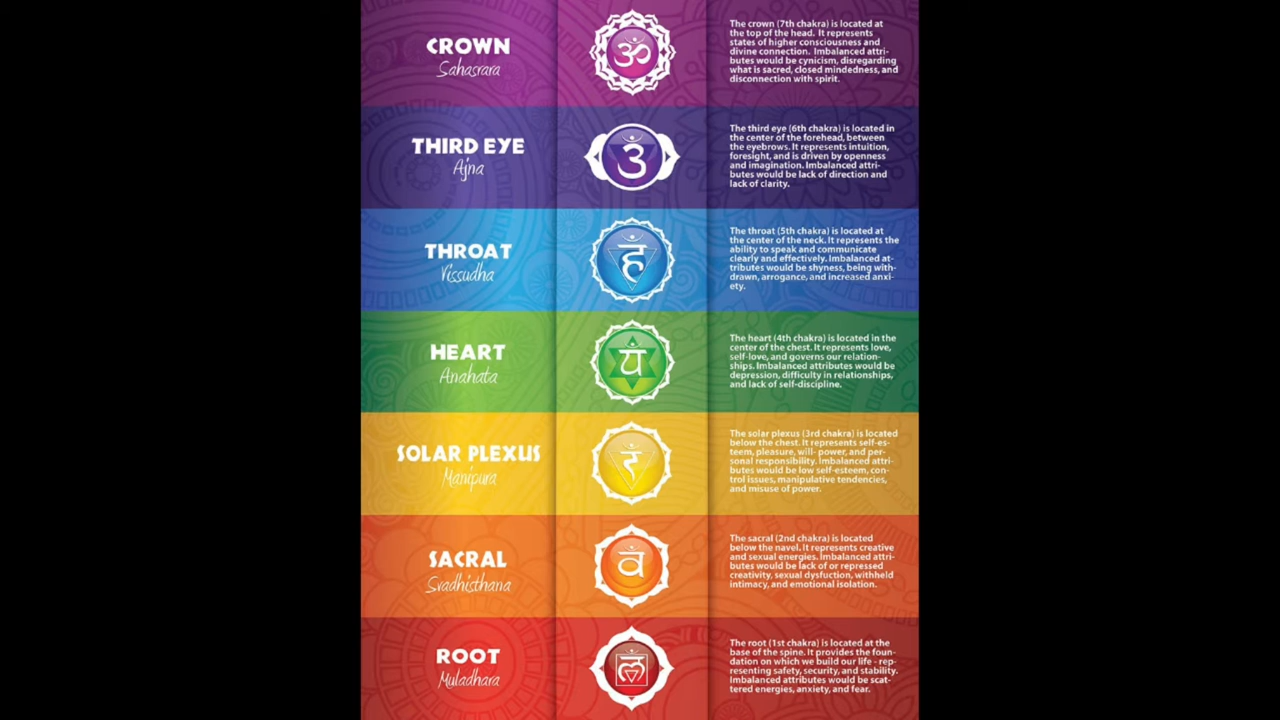 CROWN
Sahasrara
ॐ
The crown (7th chakra) is located at
the top of the head. It represents
states of higher consciousness and
divine connection. Imbalanced attri-
butes would be cynicism, disregarding
what is sacred, closed mindedness, and
disconnection with spirit.
THIRD EYE
Ajna
The third eye (6th chakra) is located in
the center of the forehead, between
the eyebrows. It represents intuition,
foresight, and is driven by openness
and imagination. Imbalanced attri-
butes would be lack of direction and
lack of clarity.
THROAT
Vissudha
हं
The throat (5th chakra) is located at
the center of the neck. It represents the
ability to speak and communicate
clearly and effectively. Imbalanced at-
tributes would be shyness, being with-
drawn, arrogance, and increased anxi-
ety.
HEART
Anahata
यं
The heart (4th chakra) is located in the
center of the chest. It represents love,
self-love, and governs our relation-
ships. Imbalanced attributes would be
depression, difficulty in relationships,
and lack of self-discipline.
SOLAR PLEXUS
Manipura
रं
The solar plexus (3rd chakra) is located
below the chest. It represents self-es-
teem, pleasure, will- power, and per-
sonal responsibility. Imbalanced attri-
butes would be low self-esteem, con-
trol issues, manipulative tendencies,
and misuse of power.
SACRAL
Svadhisthana
वं
The sacral (2nd chakra) is located
below the navel. It represents creative
and sexual energies. Imbalanced attri-
butes would be lack of or repressed
creativity, sexual dysfuction, withheld
intimacy, and emotional isolation.
ROOT
Muladhara
लं
The root (1st chakra) is located at the
base of the spine. It provides the foun-
dation on which we build our life - rep-
resenting safety, security, and stability.
Imbalanced attributes would be scat-
tered energies, anxiety, and fear.